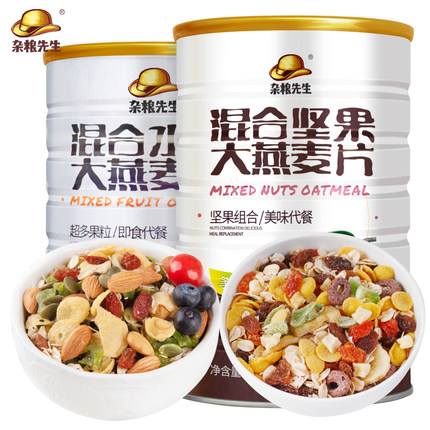 杂粮先生
杂粮先生
混合水
大燕麦
MIXED FRUIT O
超多果粒/即食代餐
杂粮先生
混合坚果
大燕麦片
MIXED NUTS OATMEAL
坚果组合/美味代餐
NUTS COMBINATION DELICIOUS
MEAL REPLACEMENT
净含量